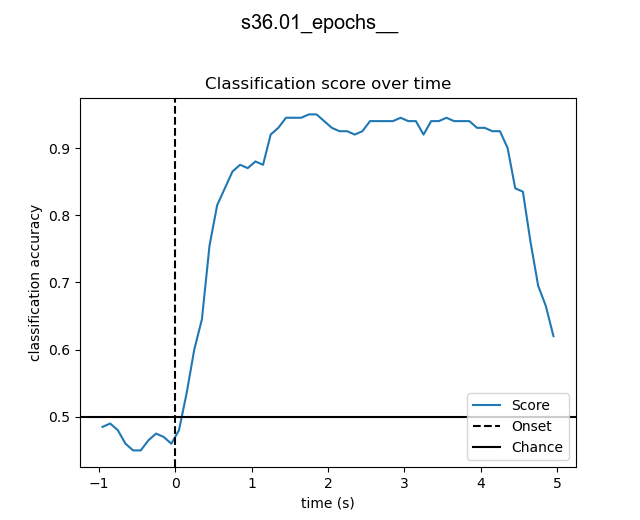 s36.01_epochs__
Classification score over time
classification accuracy
0.9
0.8
0.7
0.6
0.5
Score
Onset
Chance
−1
0
1
2
3
4
5
time (s)